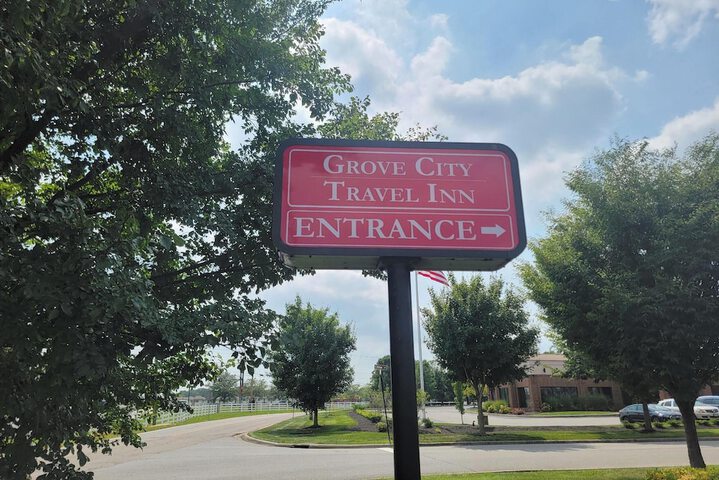 GROVE CITY
TRAVEL INN
ENTRANCE →